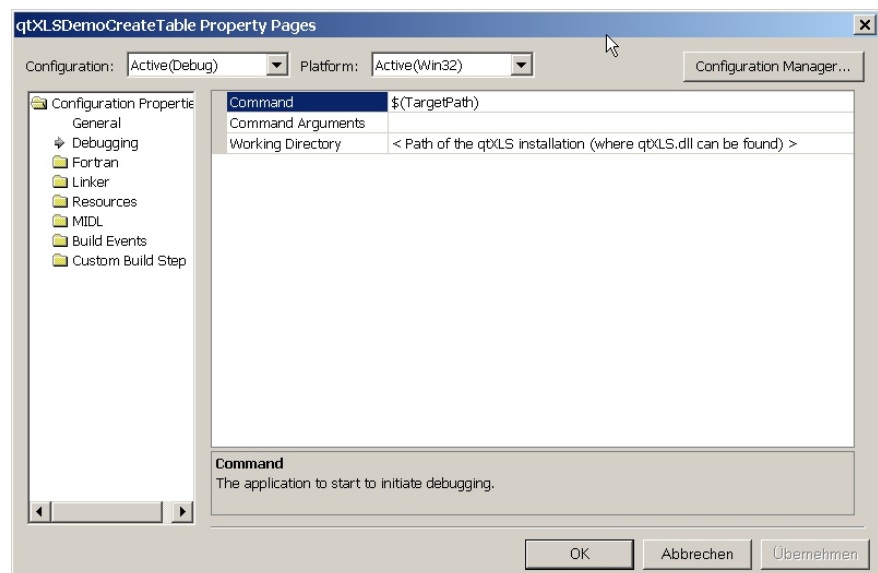 qtXLSDemoCreateTable Property Pages
Configuration: Active(Debug) Platform: Active(Win32) Configuration Manager...
Configuration Propertie
General
Debugging
Fortran
Linker
Resources
MIDL
Build Events
Custom Build Step
Command $(TargetPath)
Command Arguments
Working Directory < Path of the qtXLS installation (where qtXLS.dll can be found) >
Command
The application to start to initiate debugging.
OK Abbrechen Übernehmen